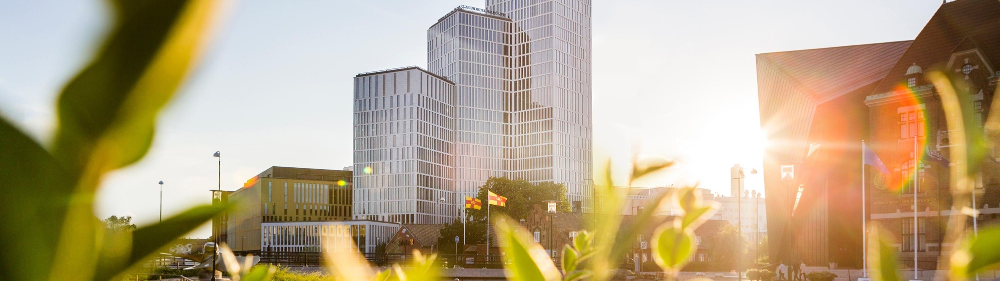 CLARION HOTEL MALMÖ LIVE
WORLD MARITIME UNIVERSITY